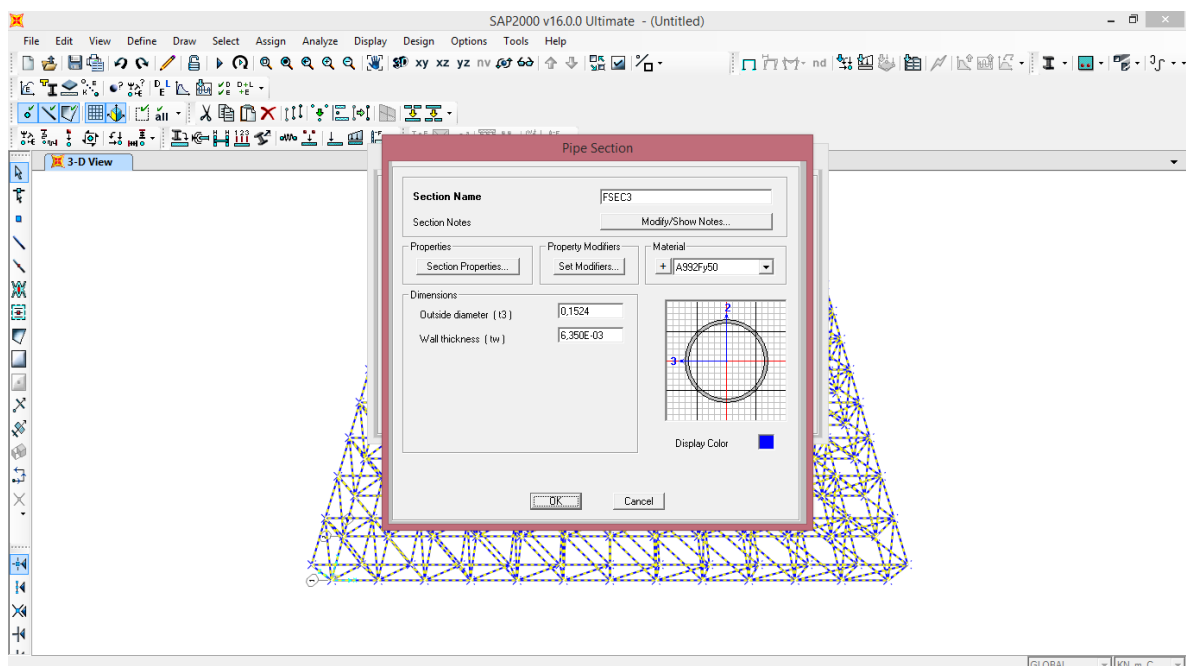 SAP2000 v16.0.0 Ultimate - (Untitled)
File Edit View Define Draw Select Assign Analyze Display Design Options Tools Help
3D xy xz yz nv nd
all
3-D View
Pipe Section
Section Name FSEC3
Section Notes Modify/Show Notes...
Properties Property Modifiers Material
Section Properties... Set Modifiers... + A992Fy50
Dimensions
Outside diameter ( t3 ) 0,1524
Wall thickness ( tw ) 6,350E-03
2
3
Display Color
OK Cancel
GLOBAL KN, m, C